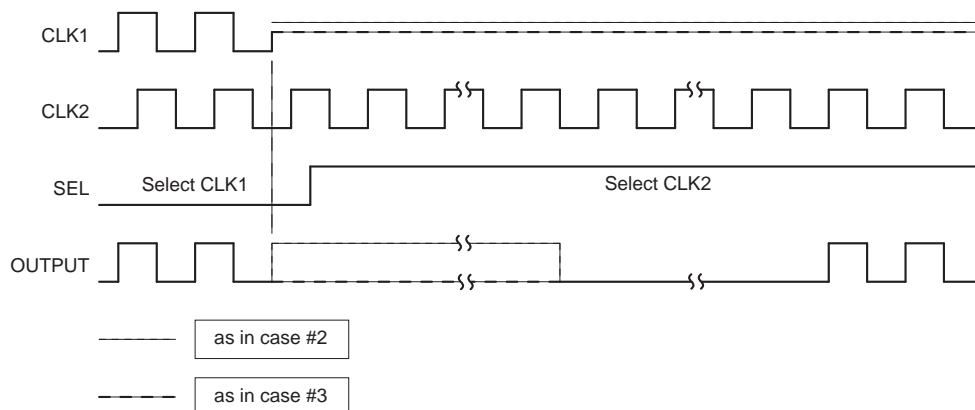 CLK1
CLK2
SEL
Select CLK1
Select CLK2
OUTPUT
as in case #2
as in case #3